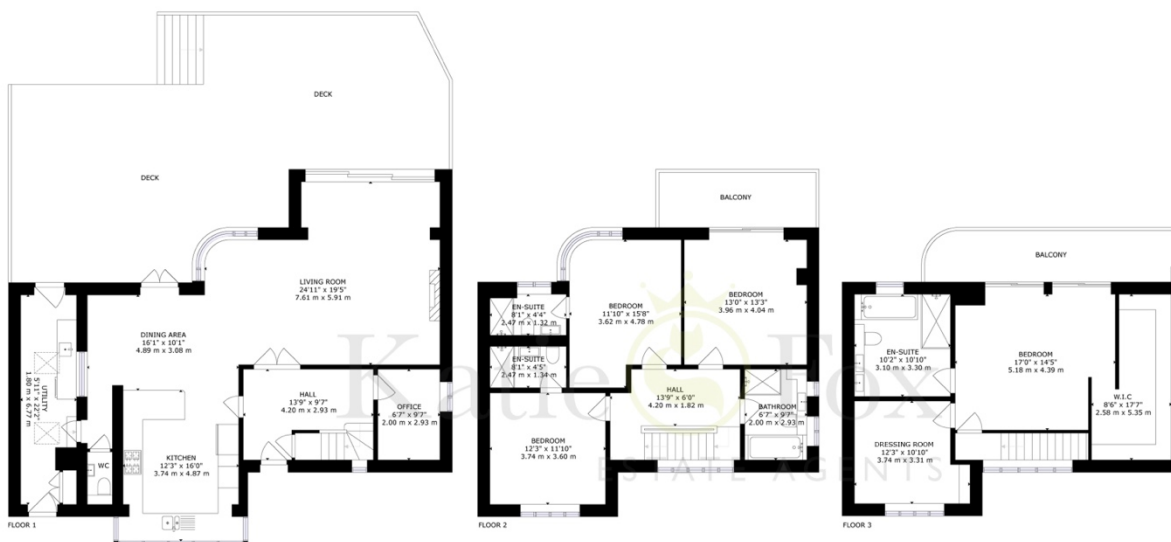 DECK
DECK
LIVING ROOM
24'11" x 19'5"
7.61 m x 5.91 m
DINING AREA
16'1" x 10'1"
4.89 m x 3.08 m
UTILITY
5'11" x 22'2"
1.80 m x 6.77 m
HALL
13'9" x 9'7"
4.20 m x 2.93 m
OFFICE
6'7" x 9'7"
2.00 m x 2.93 m
WC
KITCHEN
12'3" x 16'0"
3.74 m x 4.87 m
FLOOR 1
BALCONY
BEDROOM
13'0" x 13'3"
3.96 m x 4.04 m
BEDROOM
11'10" x 15'8"
3.62 m x 4.78 m
EN-SUITE
8'1" x 4'4"
2.47 m x 1.32 m
EN-SUITE
8'1" x 4'5"
2.47 m x 1.34 m
HALL
13'9" x 6'0"
4.20 m x 1.82 m
BATHROOM
6'7" x 9'7"
2.00 m x 2.93 m
BEDROOM
12'3" x 11'10"
3.74 m x 3.60 m
FLOOR 2
BALCONY
EN-SUITE
10'2" x 10'10"
3.10 m x 3.30 m
BEDROOM
17'0" x 14'5"
5.18 m x 4.39 m
W.I.C
8'6" x 17'7"
2.58 m x 5.35 m
DRESSING ROOM
12'3" x 10'10"
3.74 m x 3.31 m
FLOOR 3
Katie Fox
ESTATE AGENTS